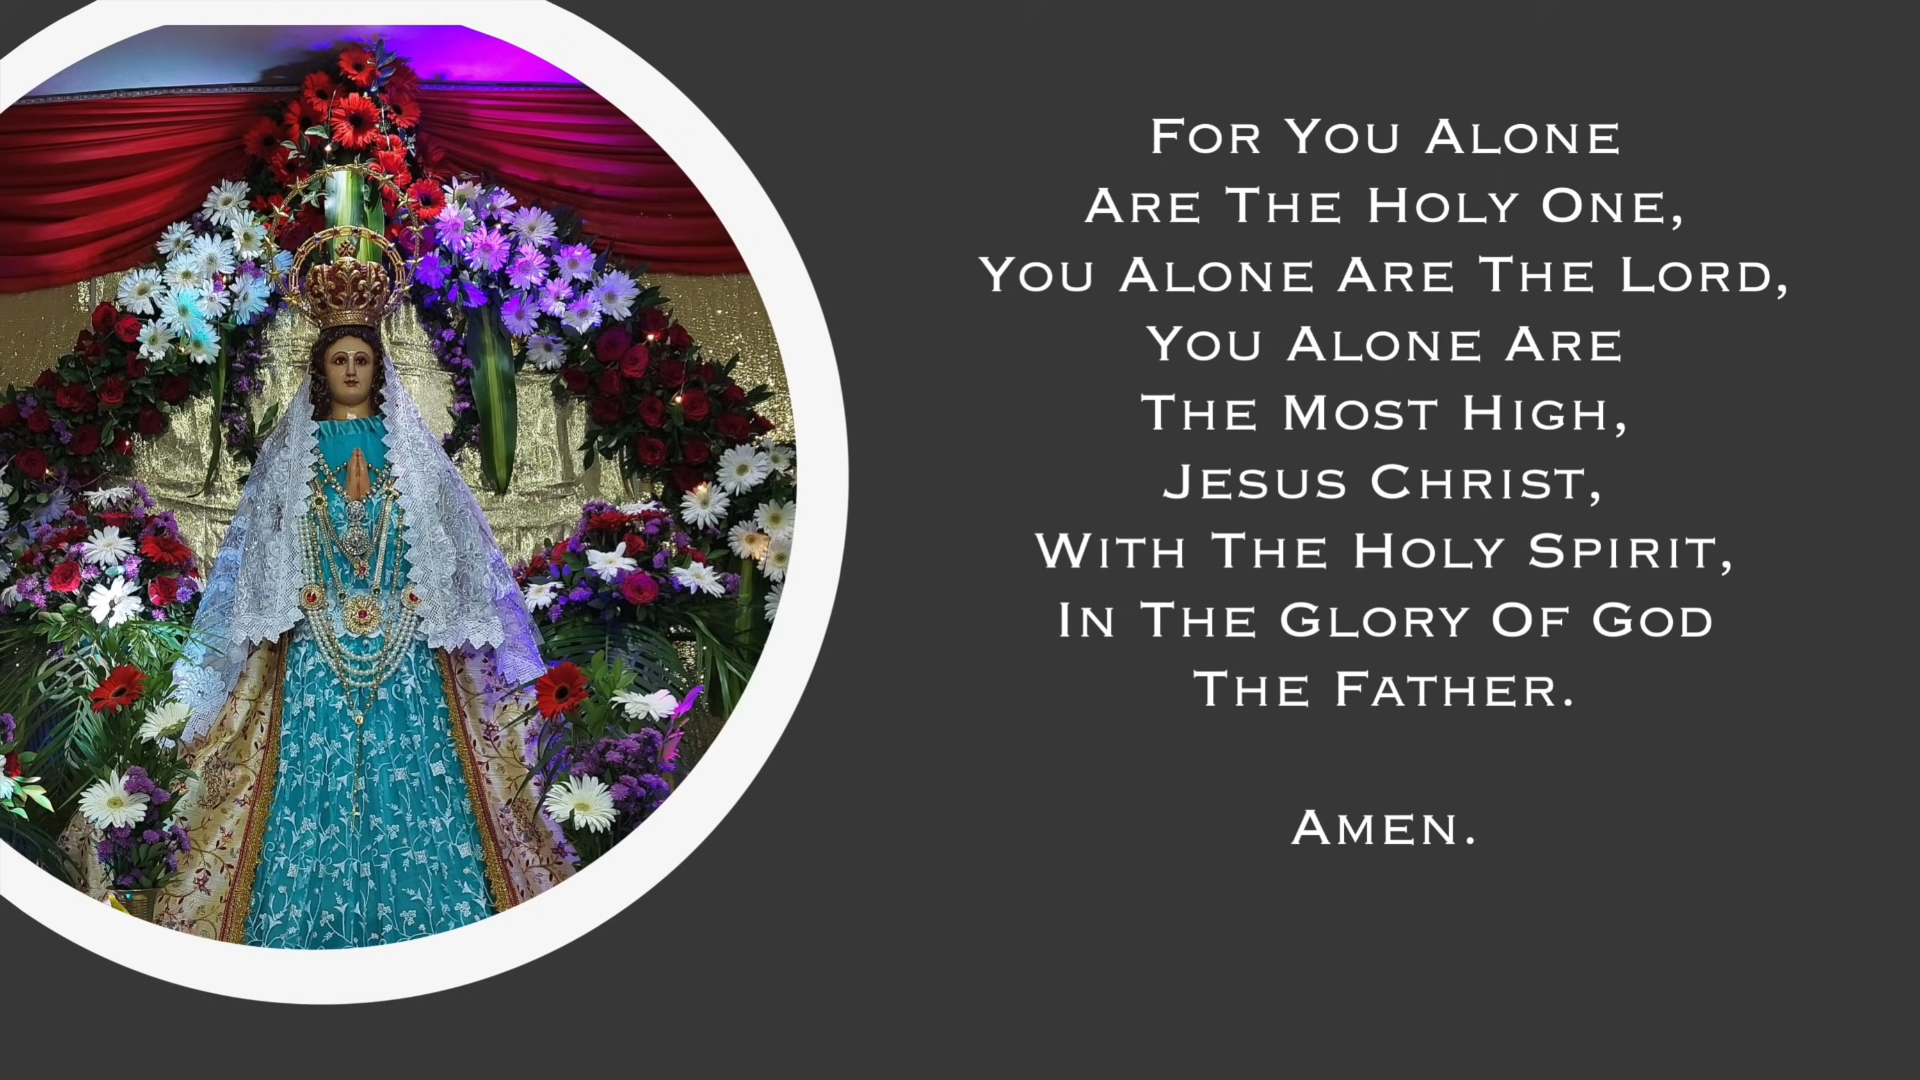 For You Alone
Are The Holy One,
You Alone Are The Lord,
You Alone Are
The Most High,
Jesus Christ,
With The Holy Spirit,
In The Glory Of God
The Father.
Amen.